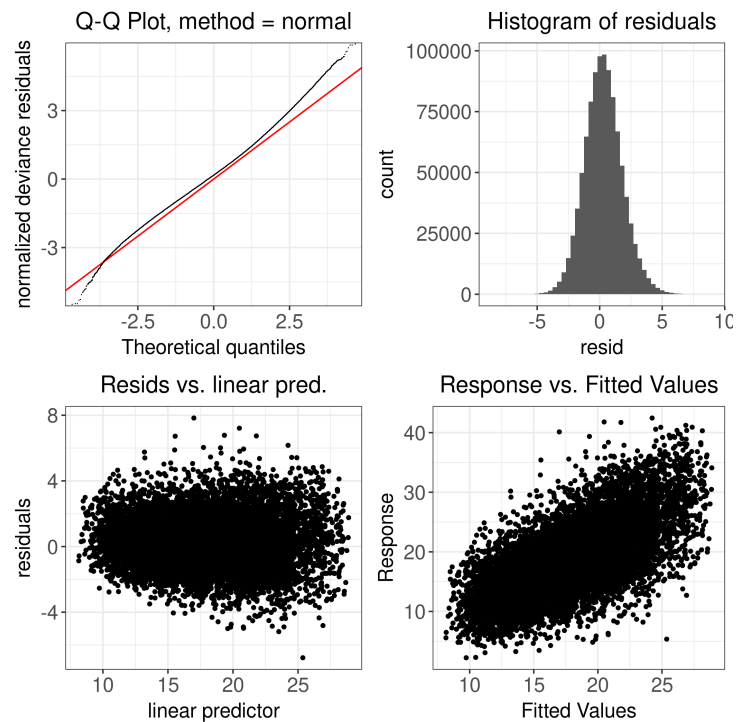 Q-Q Plot, method = normal
normalized deviance residuals
3
0
-3
-2.5 0.0 2.5
Theoretical quantiles
Histogram of residuals
count
100000
75000
50000
25000
0
-5 0 5 10
resid
Resids vs. linear pred.
residuals
8
4
0
-4
10 15 20 25
linear predictor
Response vs. Fitted Values
Response
40
30
20
10
10 15 20 25
Fitted Values